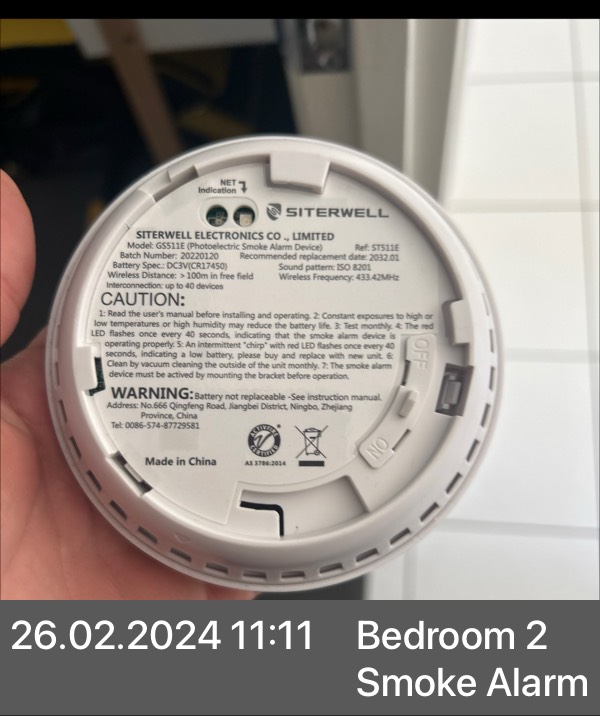 NET
Indication
SITERWELL
SITERWELL ELECTRONICS CO ., LIMITED
Model: GS511E (Photoelectric Smoke Alarm Device) Ref: ST511E
Batch Number: 20220120 Recommended replacement date: 2032.01
Battery Spec.: DC3V(CR17450) Sound pattern: ISO 8201
Wireless Distance: > 100m in free field Wireless Frequency: 433.42MHz
Interconnection: up to 40 devices
CAUTION:
1: Read the user's manual before installing and operating. 2: Constant exposures to high or
low temperatures or high humidity may reduce the battery life. 3: Test monthly. 4: The red
LED flashes once every 40 seconds, indicating that the smoke alarm device is
operating properly. 5: An intermittent "chirp" with red LED flashes once every 40
seconds, indicating a low battery, please buy and replace with new unit. 6:
Clean by vacuum cleaning the outside of the unit monthly. 7: The smoke alarm
device must be actived by mounting the bracket before operation.
WARNING: Battery not replaceable -See instruction manual.
Address: No.666 Qingfeng Road, Jiangbei District, Ningbo, Zhejiang
Province, China
Tel: 0086-574-87729581
OFF
ON
ACTIVFIRE
CERTIFIED
Made in China
AS 3786:2014
26.02.2024 11:11 Bedroom 2
Smoke Alarm